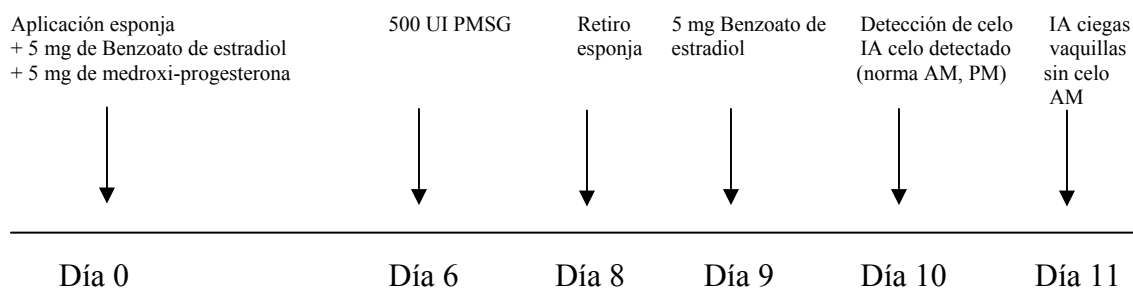 Aplicación esponja
+ 5 mg de Benzoato de estradiol
+ 5 mg de medroxi-progesterona
500 UI PMSG
Retiro
esponja
5 mg Benzoato de
estradiol
Detección de celo
IA celo detectado
(norma AM, PM)
IA ciegas
vaquillas
sin celo
AM
Día 0
Día 6
Día 8
Día 9
Día 10
Día 11